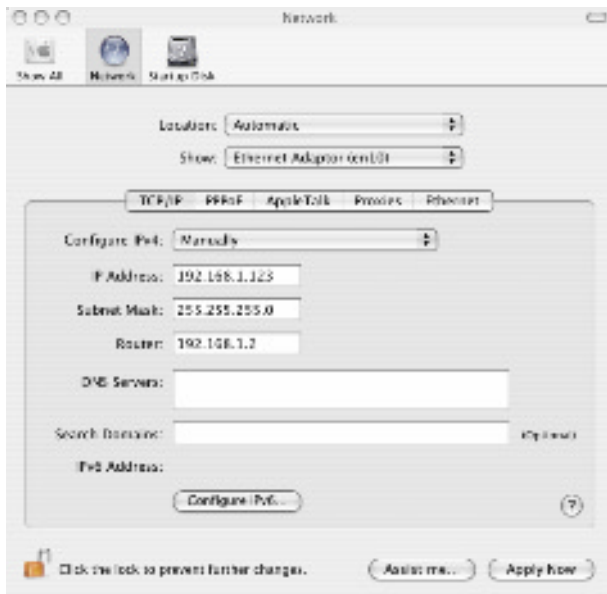 Network
Show All Network Startup Disk
Location: Automatic
Show: Ethernet Adaptor (en10)
TCP/IP PPPoE AppleTalk Proxies Ethernet
Configure IPv4: Manually
IP Address: 192.168.1.123
Subnet Mask: 255.255.255.0
Router: 192.168.1.2
DNS Servers:
Search Domains: (Optional)
IPv6 Address:
Configure IPv6...
?
Click the lock to prevent further changes. Assist me... Apply Now